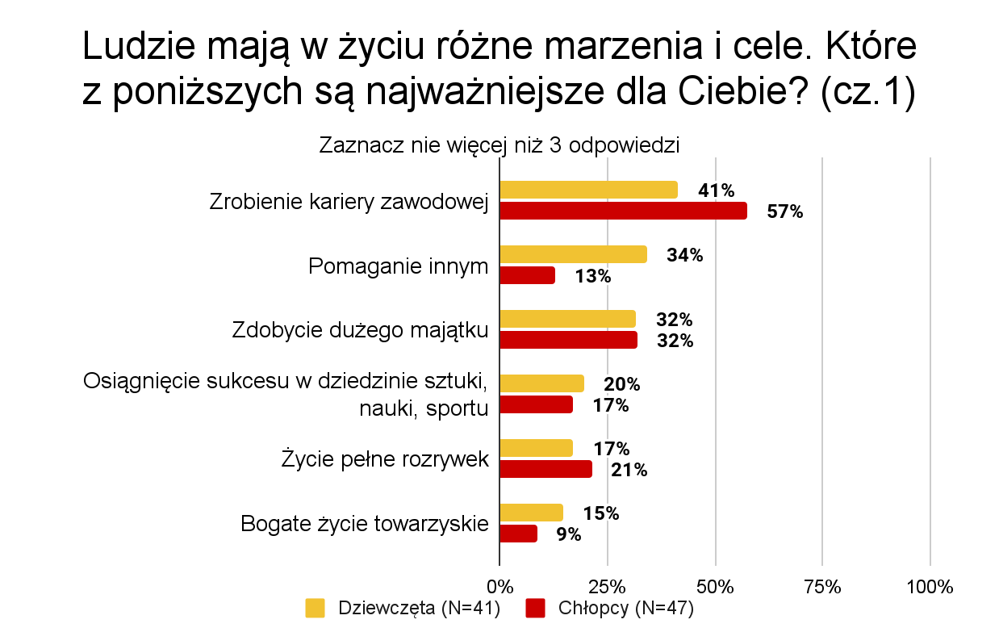 Ludzie mają w życiu różne marzenia i cele. Które
z poniższych są najważniejsze dla Ciebie? (cz.1)
Zaznacz nie więcej niż 3 odpowiedzi
Zrobienie kariery zawodowej
41%
57%
Pomaganie innym
34%
13%
Zdobycie dużego majątku
32%
32%
Osiągnięcie sukcesu w dziedzinie sztuki,
nauki, sportu
20%
17%
Życie pełne rozrywek
17%
21%
Bogate życie towarzyskie
15%
9%
0% 25% 50% 75% 100%
Dziewczęta (N=41) Chłopcy (N=47)